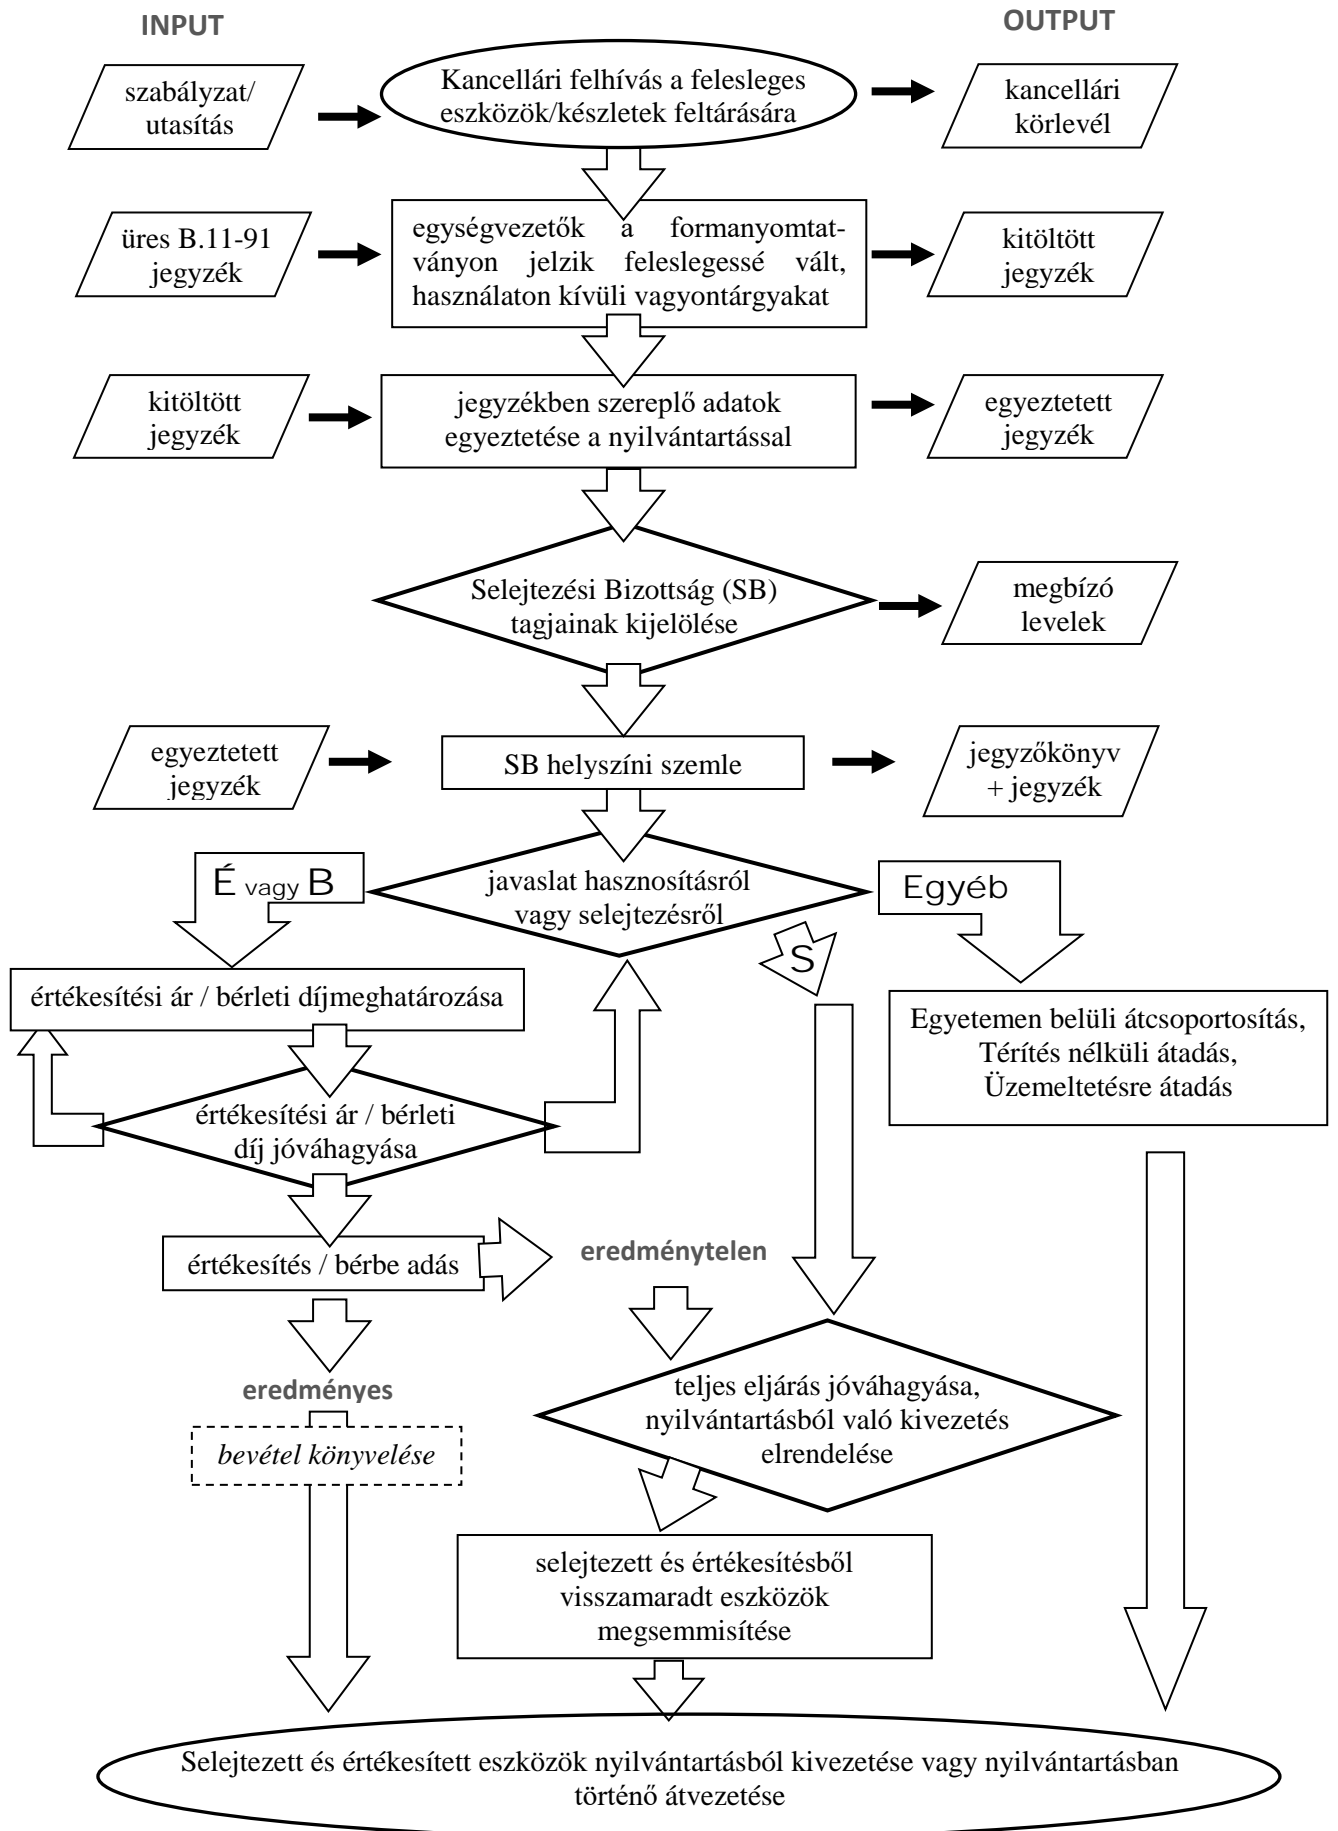 INPUT
OUTPUT
szabályzat/
utasítás
Kancellári felhívás a felesleges
eszközök/készletek feltárására
kancellári
körlevél
üres B.11-91
jegyzék
egységvezetők a formanyomtat-
ványon jelzik feleslegessé vált,
használaton kívüli vagyontárgyakat
kitöltött
jegyzék
kitöltött
jegyzék
jegyzékben szereplő adatok
egyeztetése a nyilvántartással
egyeztetett
jegyzék
Selejtezési Bizottság (SB)
tagjainak kijelölése
megbízó
levelek
egyeztetett
jegyzék
SB helyszíni szemle
jegyzőkönyv
+ jegyzék
É vagy B
javaslat hasznosításról
vagy selejtezésről
Egyéb
S
értékesítési ár / bérleti díjmeghatározása
Egyetemen belüli átcsoportosítás,
Térítés nélküli átadás,
Üzemeltetésre átadás
értékesítési ár / bérleti
díj jóváhagyása
értékesítés / bérbe adás
eredménytelen
eredményes
bevétel könyvelése
teljes eljárás jóváhagyása,
nyilvántartásból való kivezetés
elrendelése
selejtezett és értékesítésből
visszamaradt eszközök
megsemmisítése
Selejtezett és értékesített eszközök nyilvántartásból kivezetése vagy nyilvántartásban
történő átvezetése